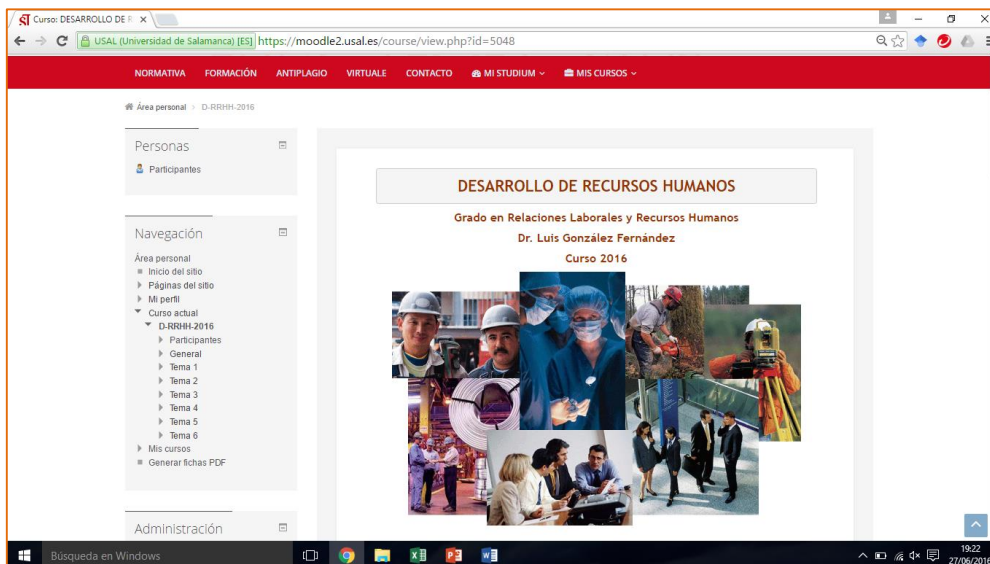 Curso: DESARROLLO DE R
USAL (Universidad de Salamanca) [ES] https://moodle2.usal.es/course/view.php?id=5048
NORMATIVA FORMACIÓN ANTIPLAGIO VIRTUALE CONTACTO MI STUDIUM MIS CURSOS
Área personal D-RRHH-2016
Personas
Participantes
Navegación
Área personal
Inicio del sitio
Páginas del sitio
Mi perfil
Curso actual
D-RRHH-2016
Participantes
General
Tema 1
Tema 2
Tema 3
Tema 4
Tema 5
Tema 6
Mis cursos
Generar fichas PDF
Administración
DESARROLLO DE RECURSOS HUMANOS
Grado en Relaciones Laborales y Recursos Humanos
Dr. Luis González Fernández
Curso 2016
Búsqueda en Windows
19:22
27/06/2016